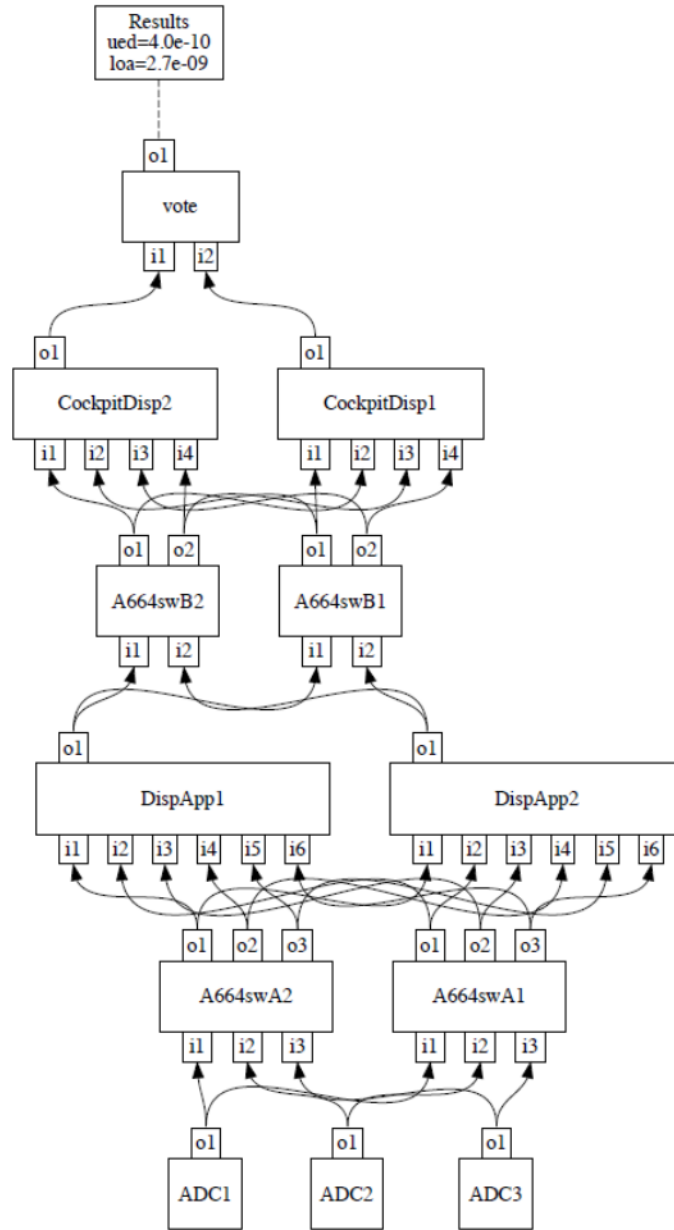 Results
ued=4.0e-10
loa=2.7e-09
o1
vote
i1 i2
o1 o1
CockpitDisp2 CockpitDisp1
i1 i2 i3 i4 i1 i2 i3 i4
o1 o2 o1 o2
A664swB2 A664swB1
i1 i2 i1 i2
o1 o1
DispApp1 DispApp2
i1 i2 i3 i4 i5 i6 i1 i2 i3 i4 i5 i6
o1 o2 o3 o1 o2 o3
A664swA2 A664swA1
i1 i2 i3 i1 i2 i3
o1 o1 o1
ADC1 ADC2 ADC3